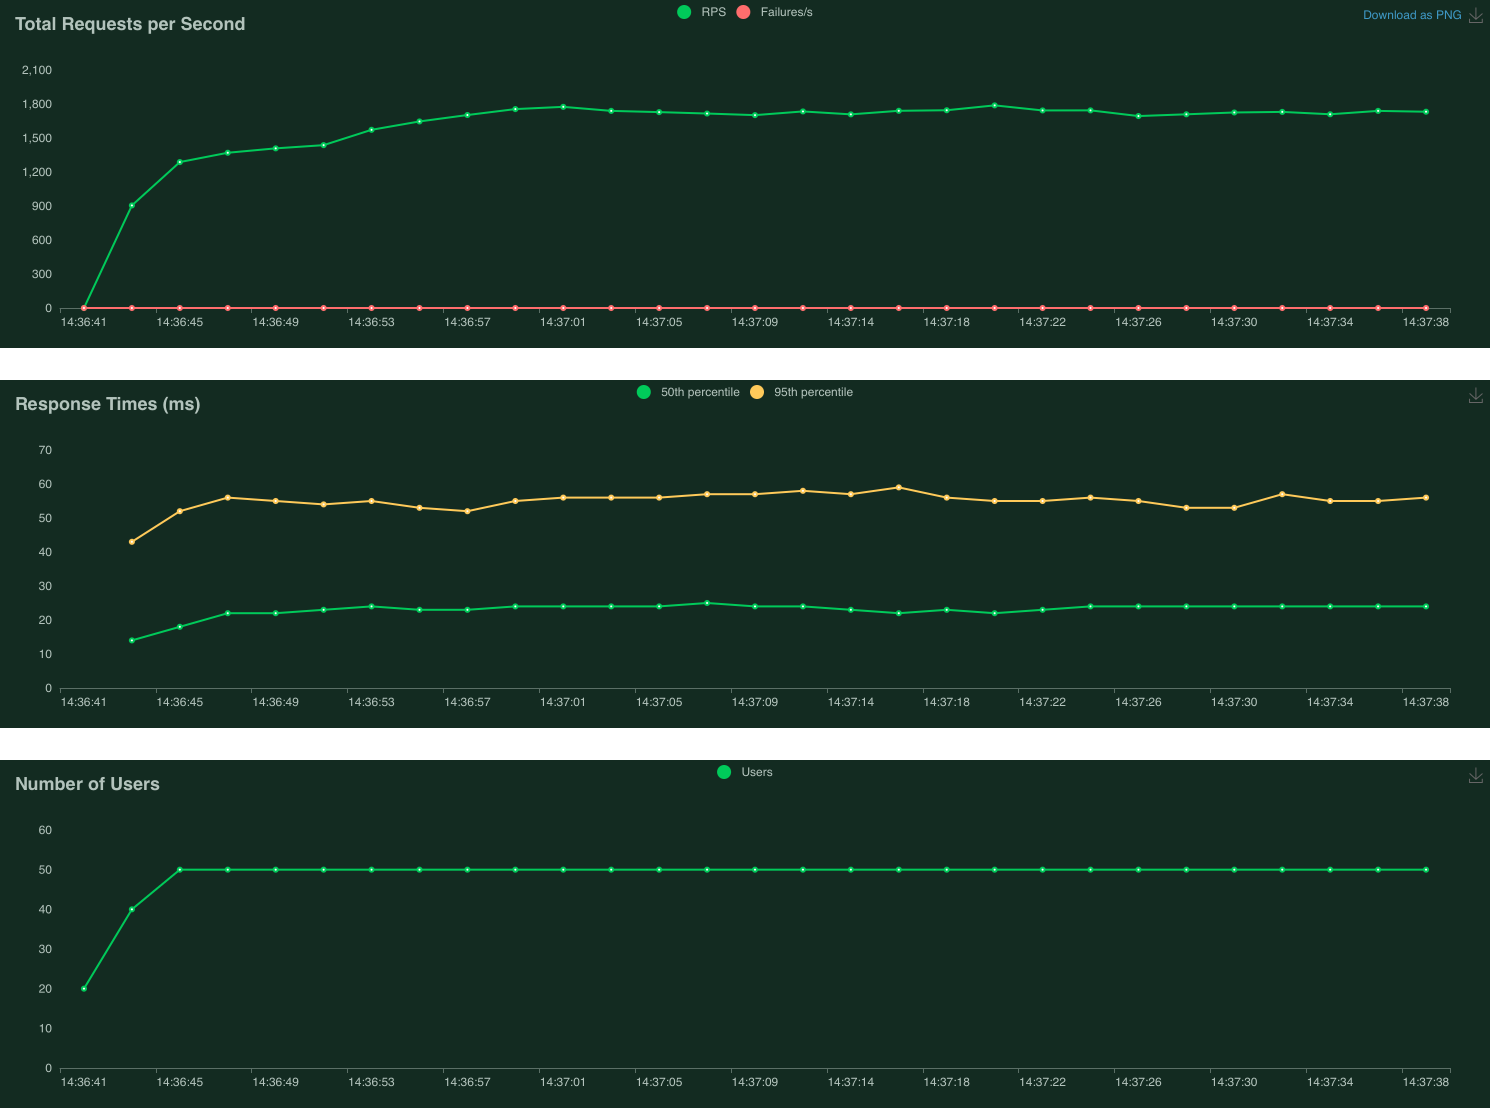 RPS Failures/s
Total Requests per Second
Download as PNG
2,100
1,800
1,500
1,200
900
600
300
0
14:36:41 14:36:45 14:36:49 14:36:53 14:36:57 14:37:01 14:37:05 14:37:09 14:37:14 14:37:18 14:37:22 14:37:26 14:37:30 14:37:34 14:37:38
50th percentile 95th percentile
Response Times (ms)
70
60
50
40
30
20
10
0
14:36:41 14:36:45 14:36:49 14:36:53 14:36:57 14:37:01 14:37:05 14:37:09 14:37:14 14:37:18 14:37:22 14:37:26 14:37:30 14:37:34 14:37:38
Users
Number of Users
60
50
40
30
20
10
0
14:36:41 14:36:45 14:36:49 14:36:53 14:36:57 14:37:01 14:37:05 14:37:09 14:37:14 14:37:18 14:37:22 14:37:26 14:37:30 14:37:34 14:37:38